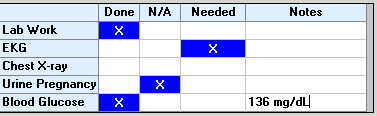 Done N/A Needed Notes
Lab Work X
EKG X
Chest X-ray
Urine Pregnancy X
Blood Glucose X 136 mg/dL